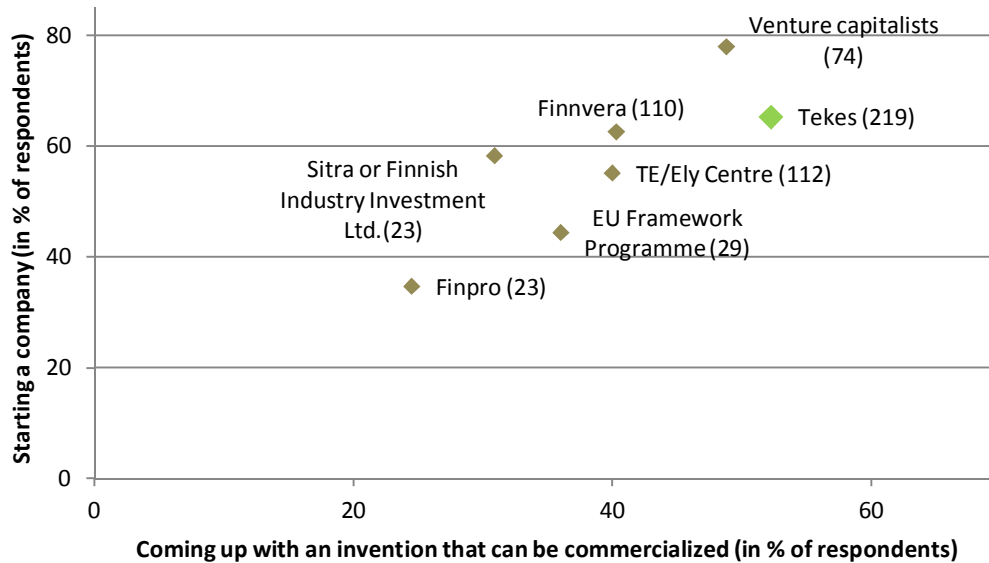 Starting a company (in % of respondents)
80
60
40
20
0
Venture capitalists
(74)
Finnvera (110)
Tekes (219)
Sitra or Finnish
Industry Investment
Ltd.(23)
TE/Ely Centre (112)
EU Framework
Programme (29)
Finpro (23)
0
20
40
60
Coming up with an invention that can be commercialized (in % of respondents)